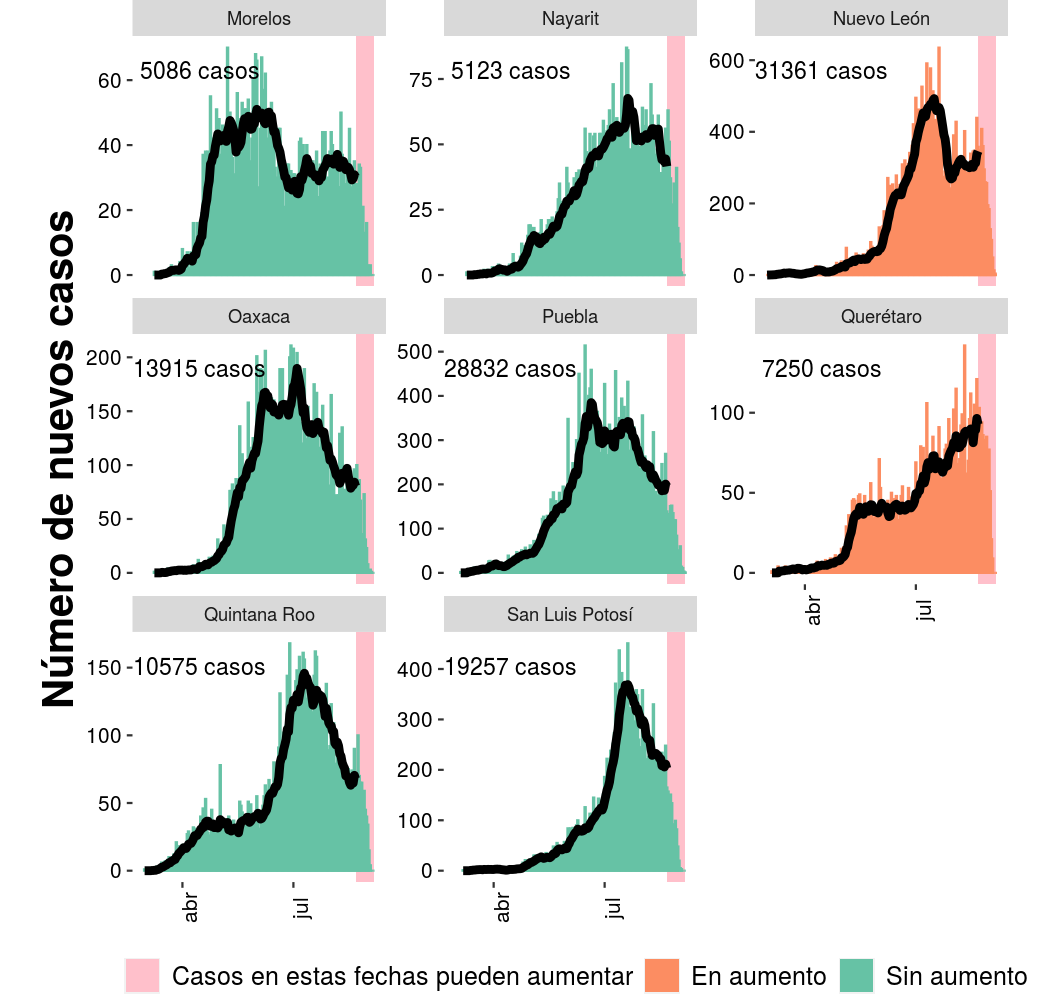 Morelos
Nayarit
Nuevo León
5086 casos
5123 casos
31361 casos
60
40
20
0
75
50
25
0
600
400
200
0
Oaxaca
Puebla
Querétaro
13915 casos
28832 casos
7250 casos
200
150
100
50
0
500
400
300
200
100
0
100
50
0
abr
jul
Quintana Roo
San Luis Potosí
10575 casos
19257 casos
150
100
50
0
400
300
200
100
0
abr
jul
abr
jul
Número de nuevos casos
Casos en estas fechas pueden aumentar
En aumento
Sin aumento